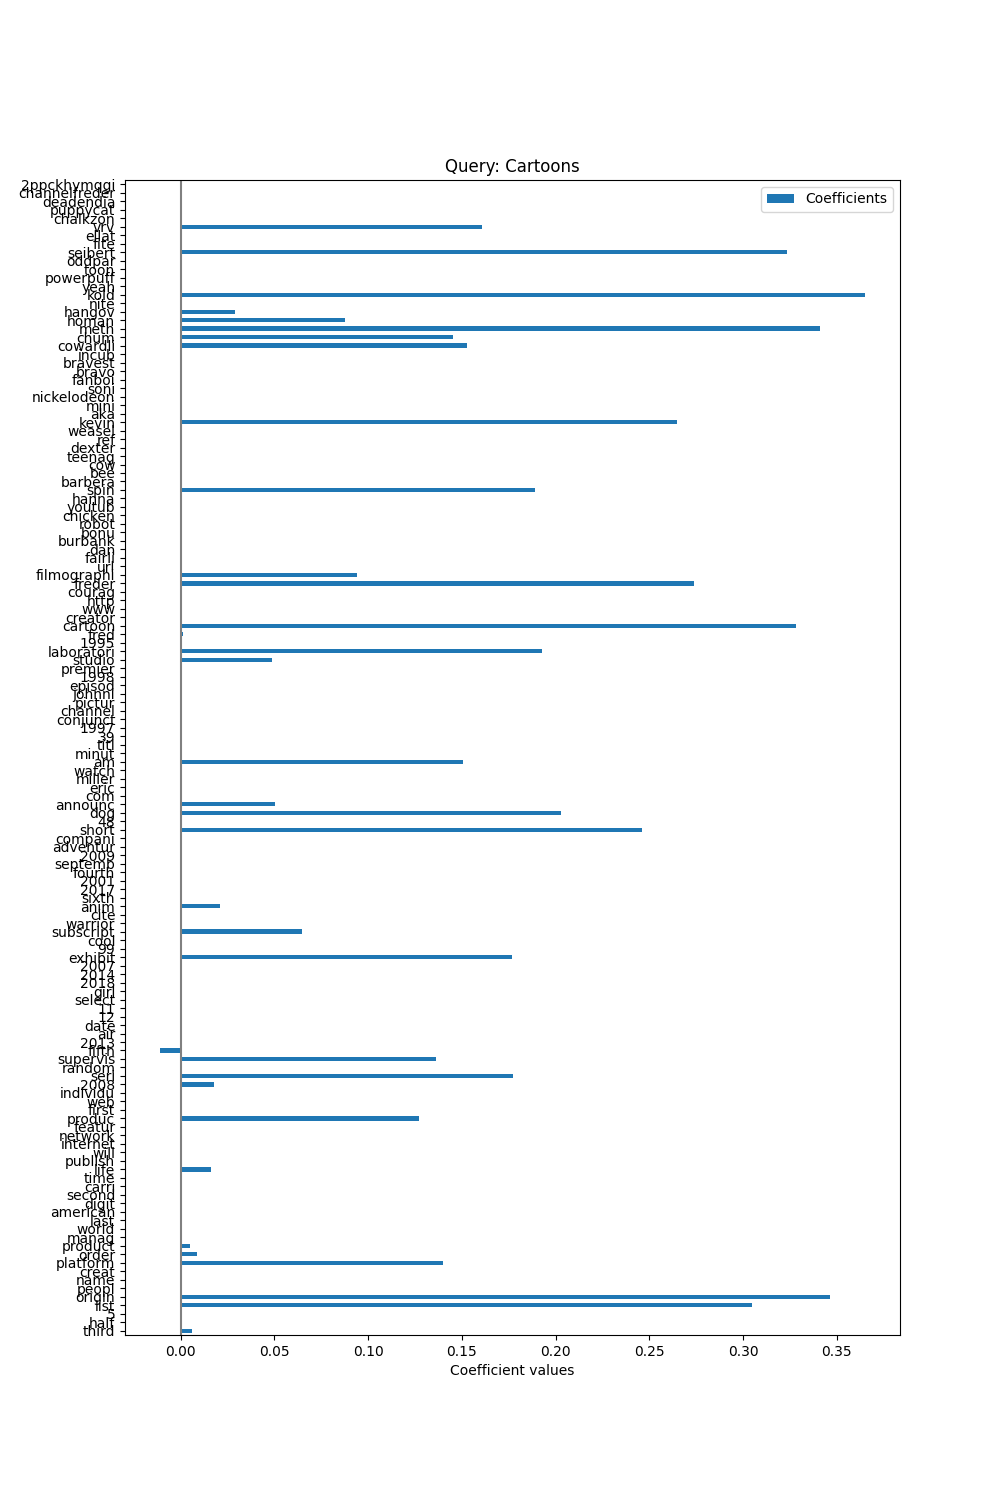 Query: Cartoons
Coefficients
2ppckhymggi
channelfreder
deadendia
puppycat
chalkzon
vrv
eliat
life
seibert
oddpar
toon
powerpuff
yeah
kold
nite
hangov
homan
meth
chum
cowardli
incub
bravest
bravo
fanboi
soni
nickelodeon
mini
aka
kevin
weasel
ref
dexter
teenag
cow
bee
barbera
spin
hanna
youtub
chicken
robot
bonu
burbank
dan
fairli
url
filmographi
freder
courag
http
www
creator
cartoon
fred
1995
laboratori
studio
premier
1998
episod
johnni
pictur
channel
conjunct
1997
39
titl
minut
am
watch
miller
eric
com
announc
dog
48
short
compani
adventur
2009
septemb
fourth
2001
2017
sixth
anim
cite
warrior
subscript
cool
99
exhibit
2007
2014
2018
girl
select
11
12
date
air
2013
fifth
supervis
random
seri
2008
individu
web
first
produc
featur
network
internet
will
publish
life
time
carri
second
digit
american
last
world
manag
product
order
platform
creat
name
peopl
origin
list
5
half
third
0.00 0.05 0.10 0.15 0.20 0.25 0.30 0.35
Coefficient values